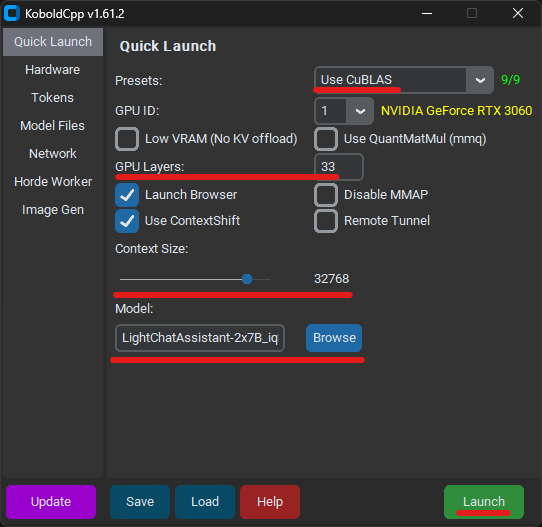 KoboldCpp v1.61.2
Quick Launch
Hardware
Tokens
Model Files
Network
Horde Worker
Image Gen
Quick Launch
Presets: Use CuBLAS 9/9
GPU ID: 1 NVIDIA GeForce RTX 3060
Low VRAM (No KV offload) Use QuantMatMul (mmq)
GPU Layers: 33
Launch Browser Disable MMAP
Use ContextShift Remote Tunnel
Context Size:
32768
Model:
LightChatAssistant-2x7B_iq Browse
Update Save Load Help Launch